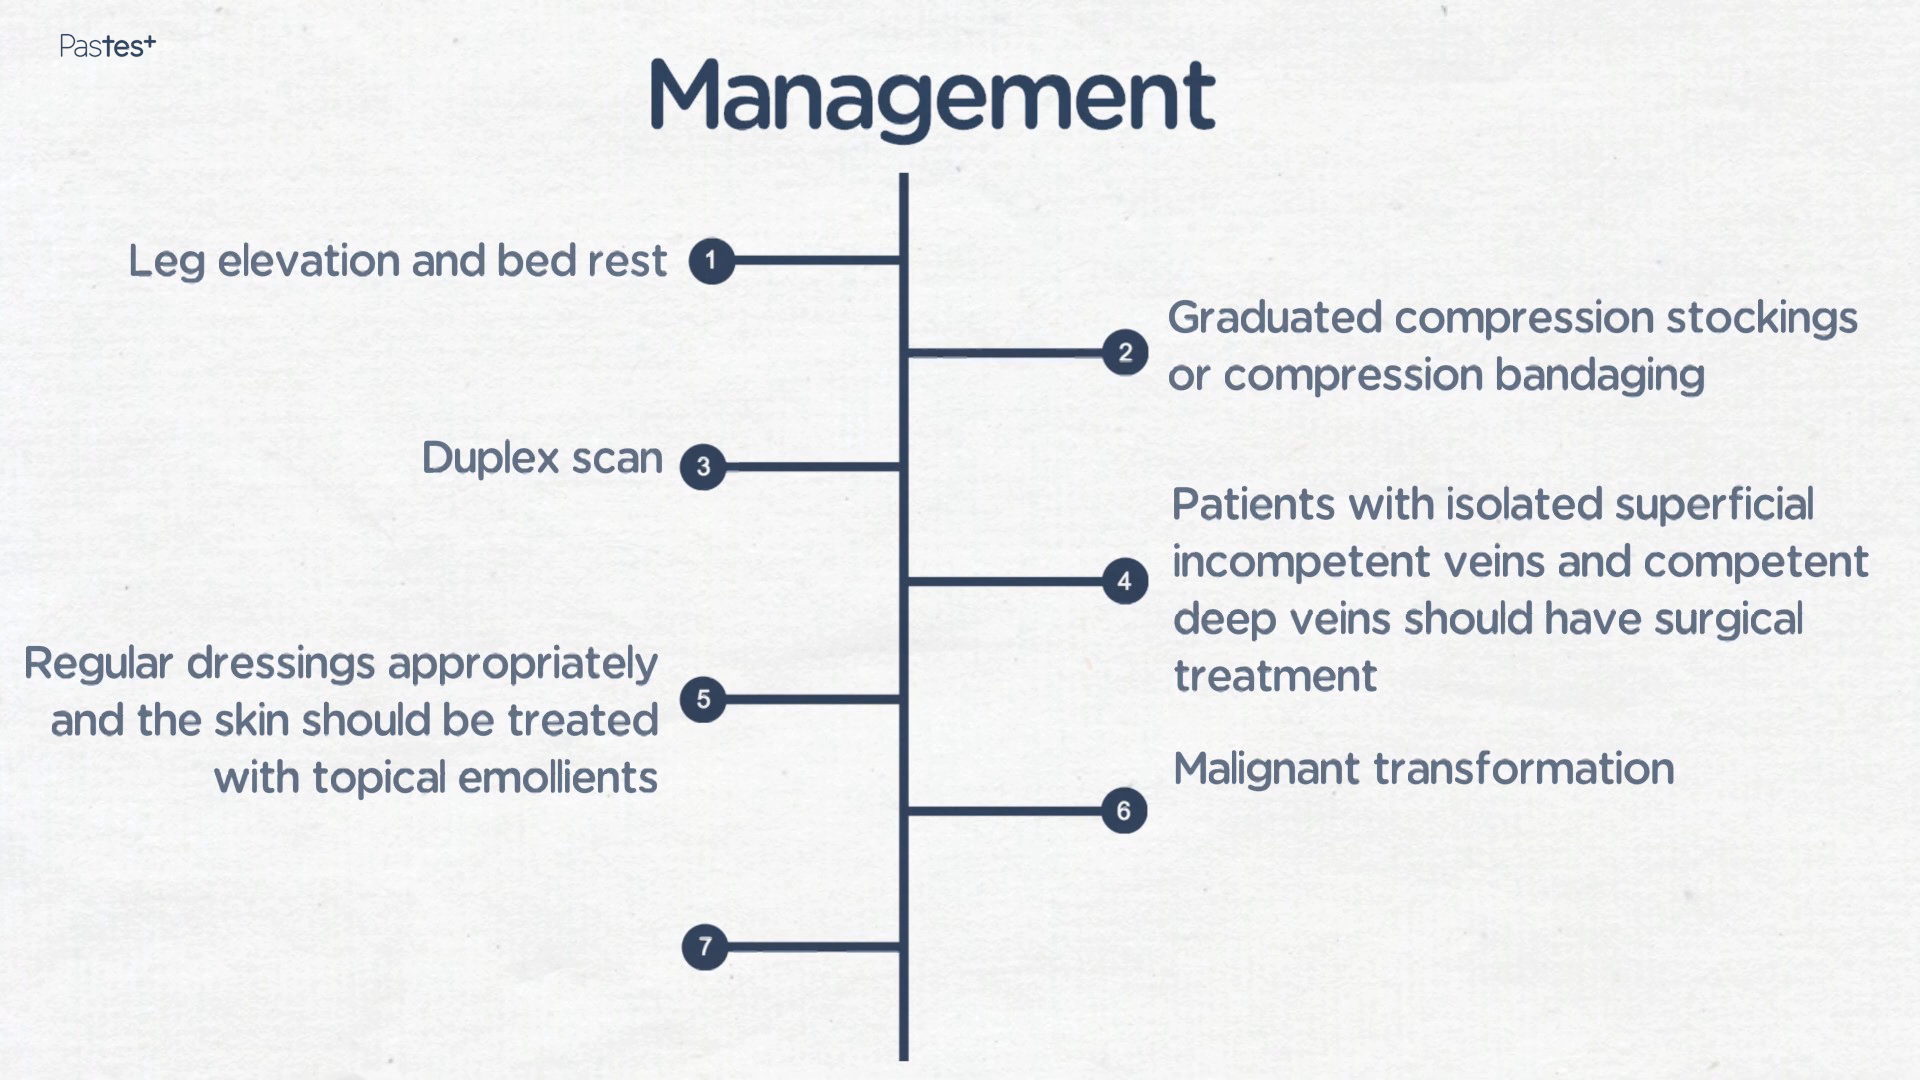 Pastes+
Management
Leg elevation and bed rest
1
2
Graduated compression stockings
or compression bandaging
Duplex scan
3
4
Patients with isolated superficial
incompetent veins and competent
deep veins should have surgical
treatment
Regular dressings appropriately
and the skin should be treated
with topical emollients
5
6
Malignant transformation
7